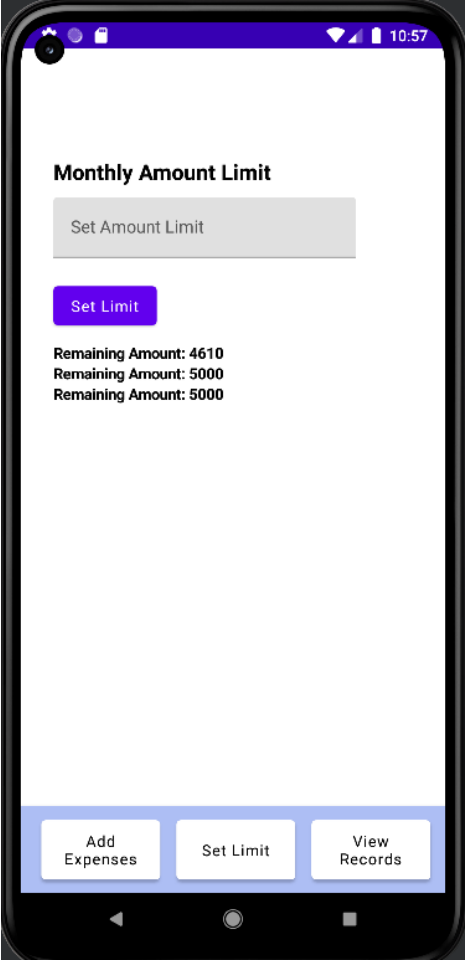 10:57
Monthly Amount Limit
Set Amount Limit
Set Limit
Remaining Amount: 4610
Remaining Amount: 5000
Remaining Amount: 5000
Add
Expenses
Set Limit
View
Records